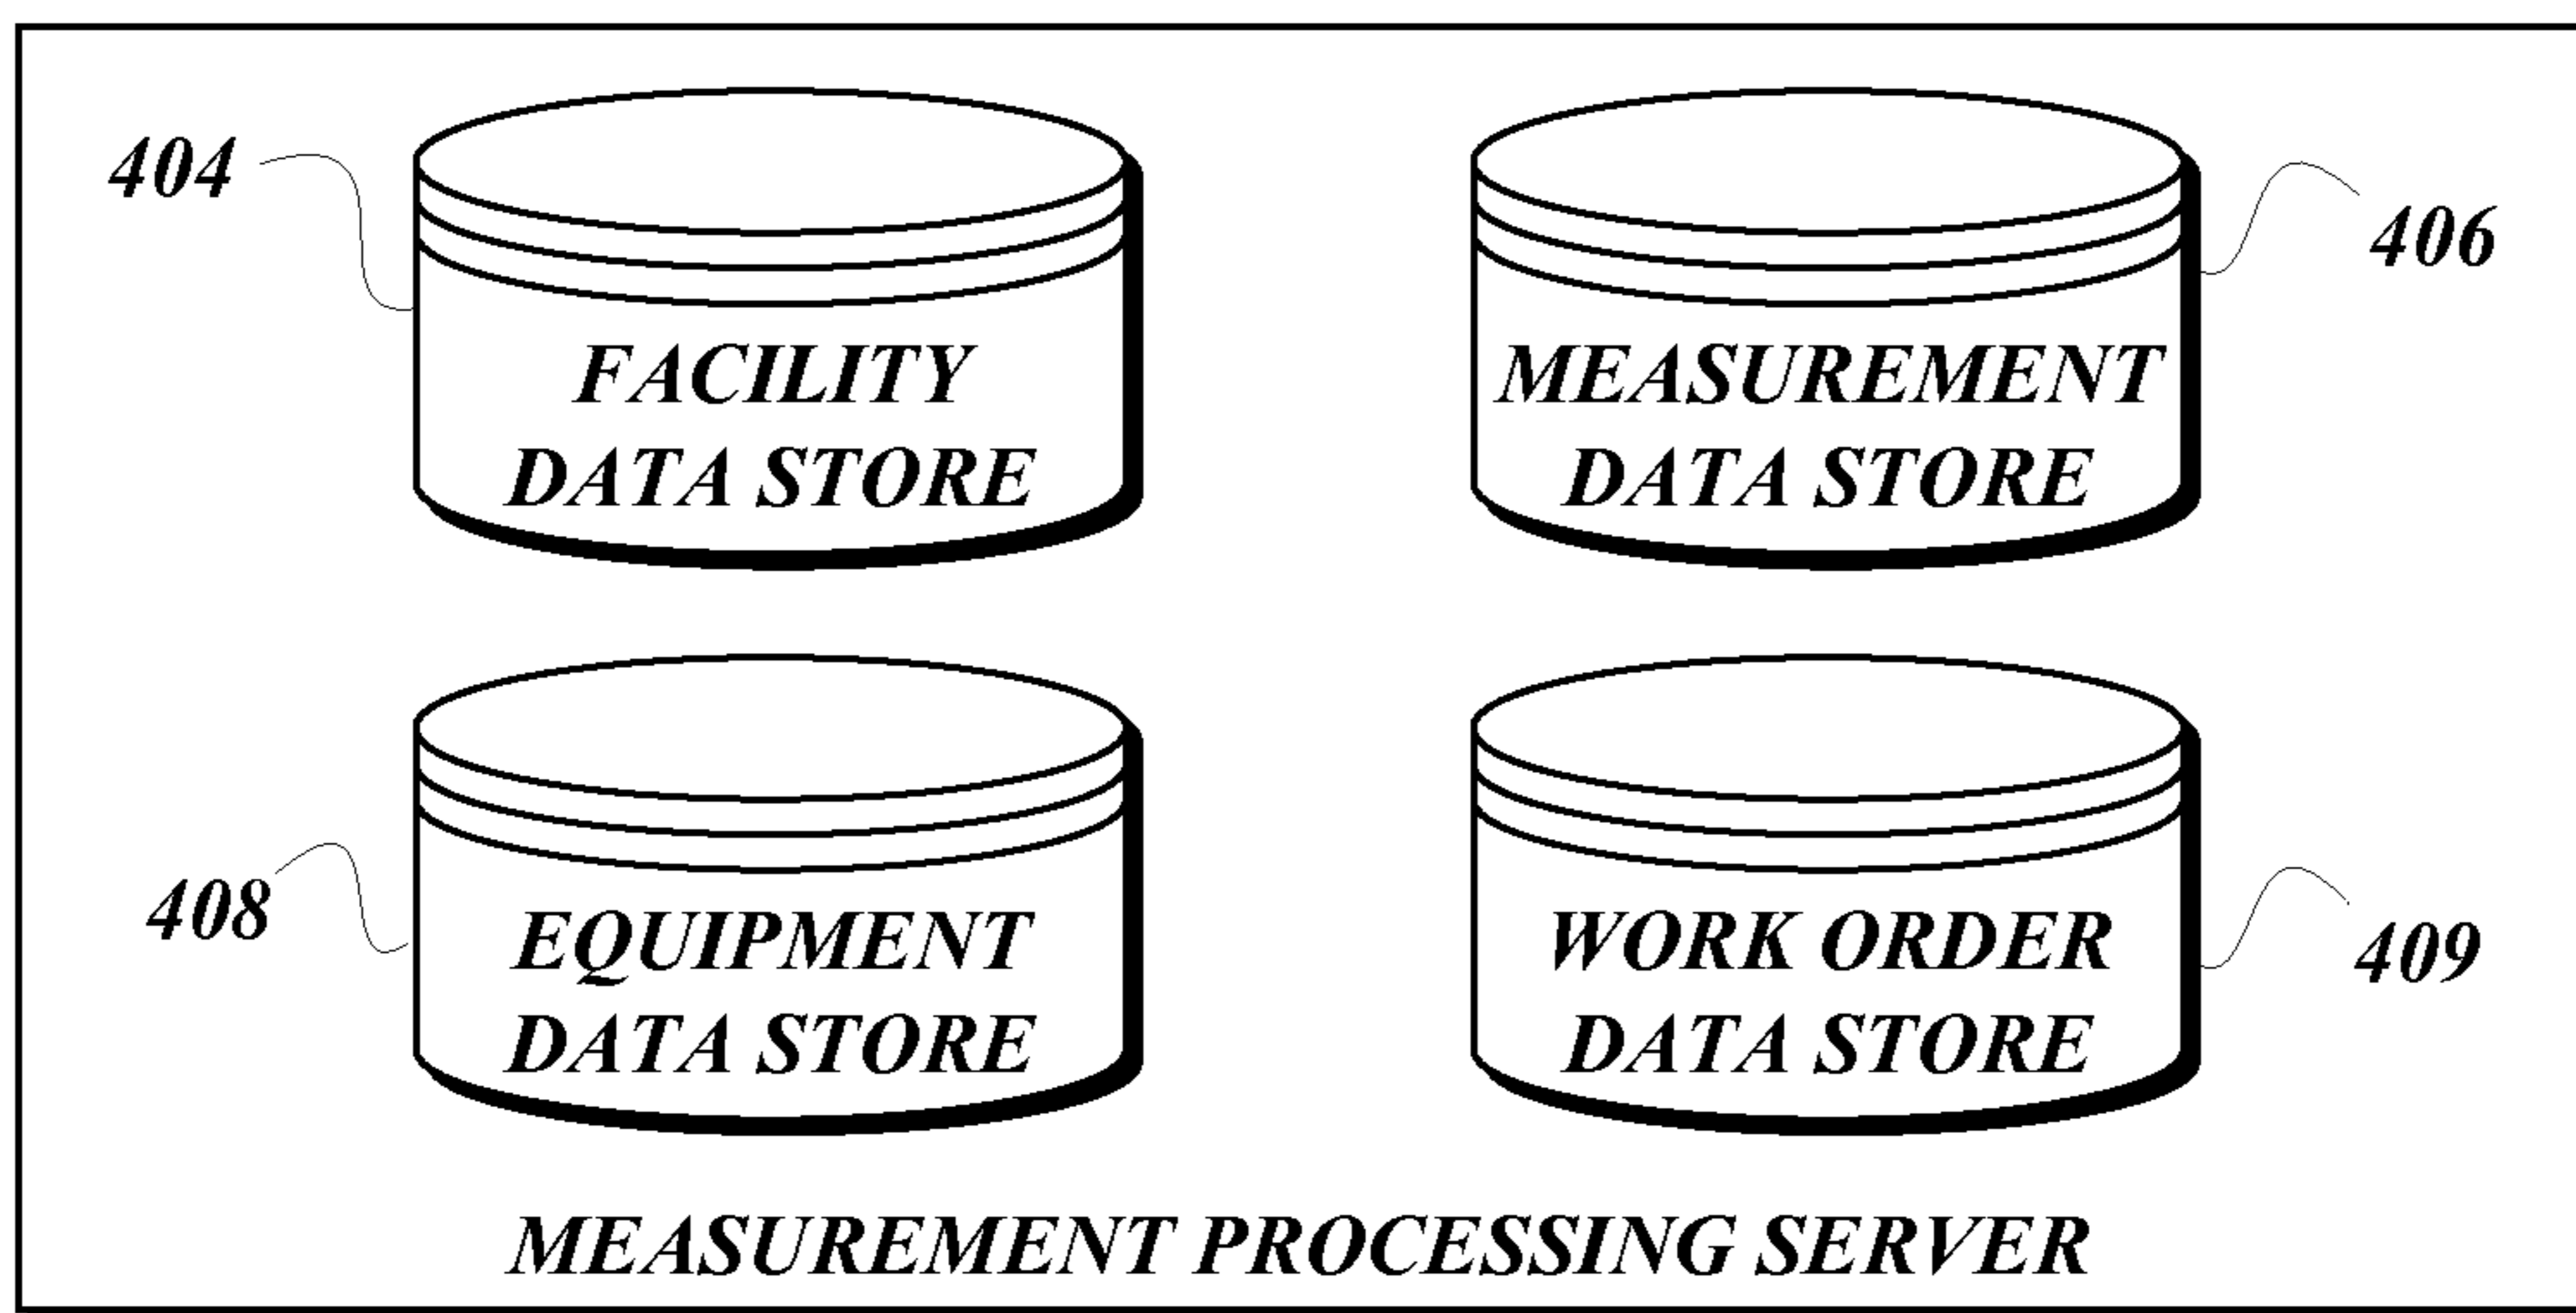 404
FACILITY
DATA STORE
406
MEASUREMENT
DATA STORE
408
EQUIPMENT
DATA STORE
409
WORK ORDER
DATA STORE
MEASUREMENT PROCESSING SERVER